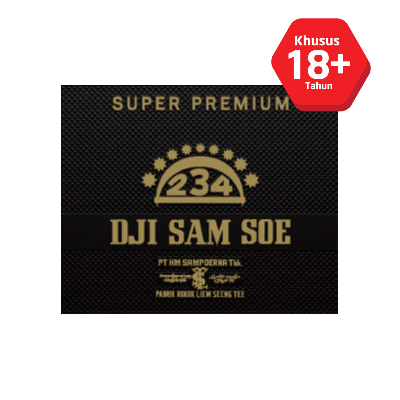 Khusus
18+
Tahun
SUPER PREMIUM
234
DJI SAM SOE
PT HM SAMPOERNA Tbk.
PABRIK ROKOK LIEM SEENG TEE